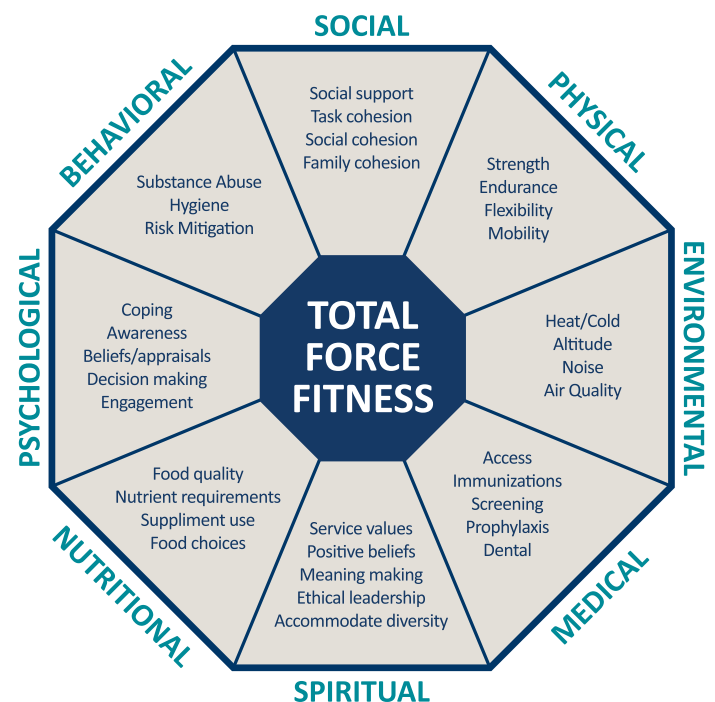 SOCIAL
Social support
Task cohesion
Social cohesion
Family cohesion
PHYSICAL
Strength
Endurance
Flexibility
Mobility
ENVIRONMENTAL
Heat/Cold
Altitude
Noise
Air Quality
MEDICAL
Access
Immunizations
Screening
Prophylaxis
Dental
SPIRITUAL
Service values
Positive beliefs
Meaning making
Ethical leadership
Accommodate diversity
NUTRITIONAL
Food quality
Nutrient requirements
Suppliment use
Food choices
PSYCHOLOGICAL
Coping
Awareness
Beliefs/appraisals
Decision making
Engagement
BEHAVIORAL
Substance Abuse
Hygiene
Risk Mitigation
TOTAL
FORCE
FITNESS